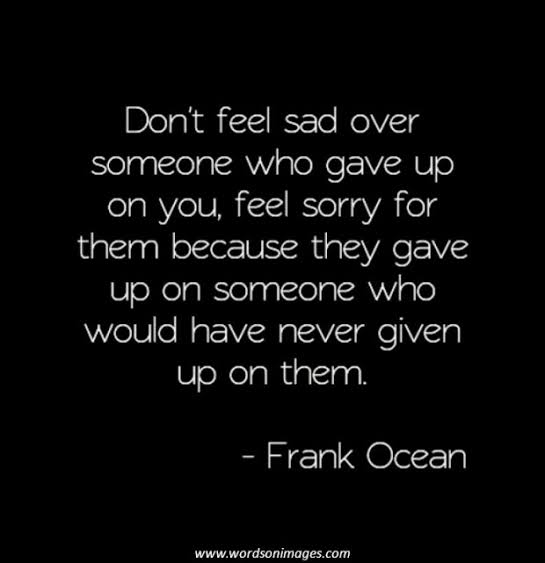 Don't feel sad over
someone who gave up
on you, feel sorry for
them because they gave
up on someone who
would have never given
up on them.
- Frank Ocean
www.wordsonimages.com